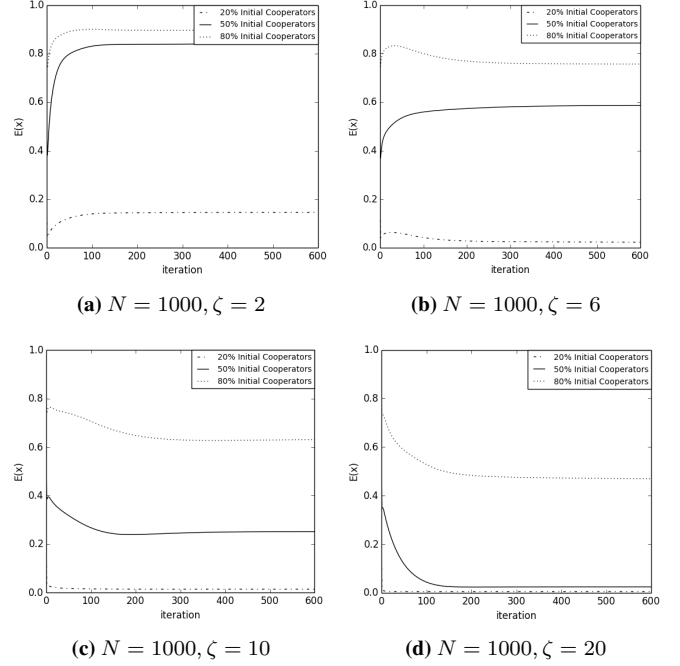 1.0
0.8
0.6
0.4
0.2
0.0
E(x)
0 100 200 300 400 500 600
iteration
20% Initial Cooperators
50% Initial Cooperators
80% Initial Cooperators
(a) N = 1000, ζ = 2
1.0
0.8
0.6
0.4
0.2
0.0
E(x)
0 100 200 300 400 500 600
iteration
20% Initial Cooperators
50% Initial Cooperators
80% Initial Cooperators
(b) N = 1000, ζ = 6
1.0
0.8
0.6
0.4
0.2
0.0
E(x)
0 100 200 300 400 500 600
iteration
20% Initial Cooperators
50% Initial Cooperators
80% Initial Cooperators
(c) N = 1000, ζ = 10
1.0
0.8
0.6
0.4
0.2
0.0
E(x)
0 100 200 300 400 500 600
iteration
20% Initial Cooperators
50% Initial Cooperators
80% Initial Cooperators
(d) N = 1000, ζ = 20